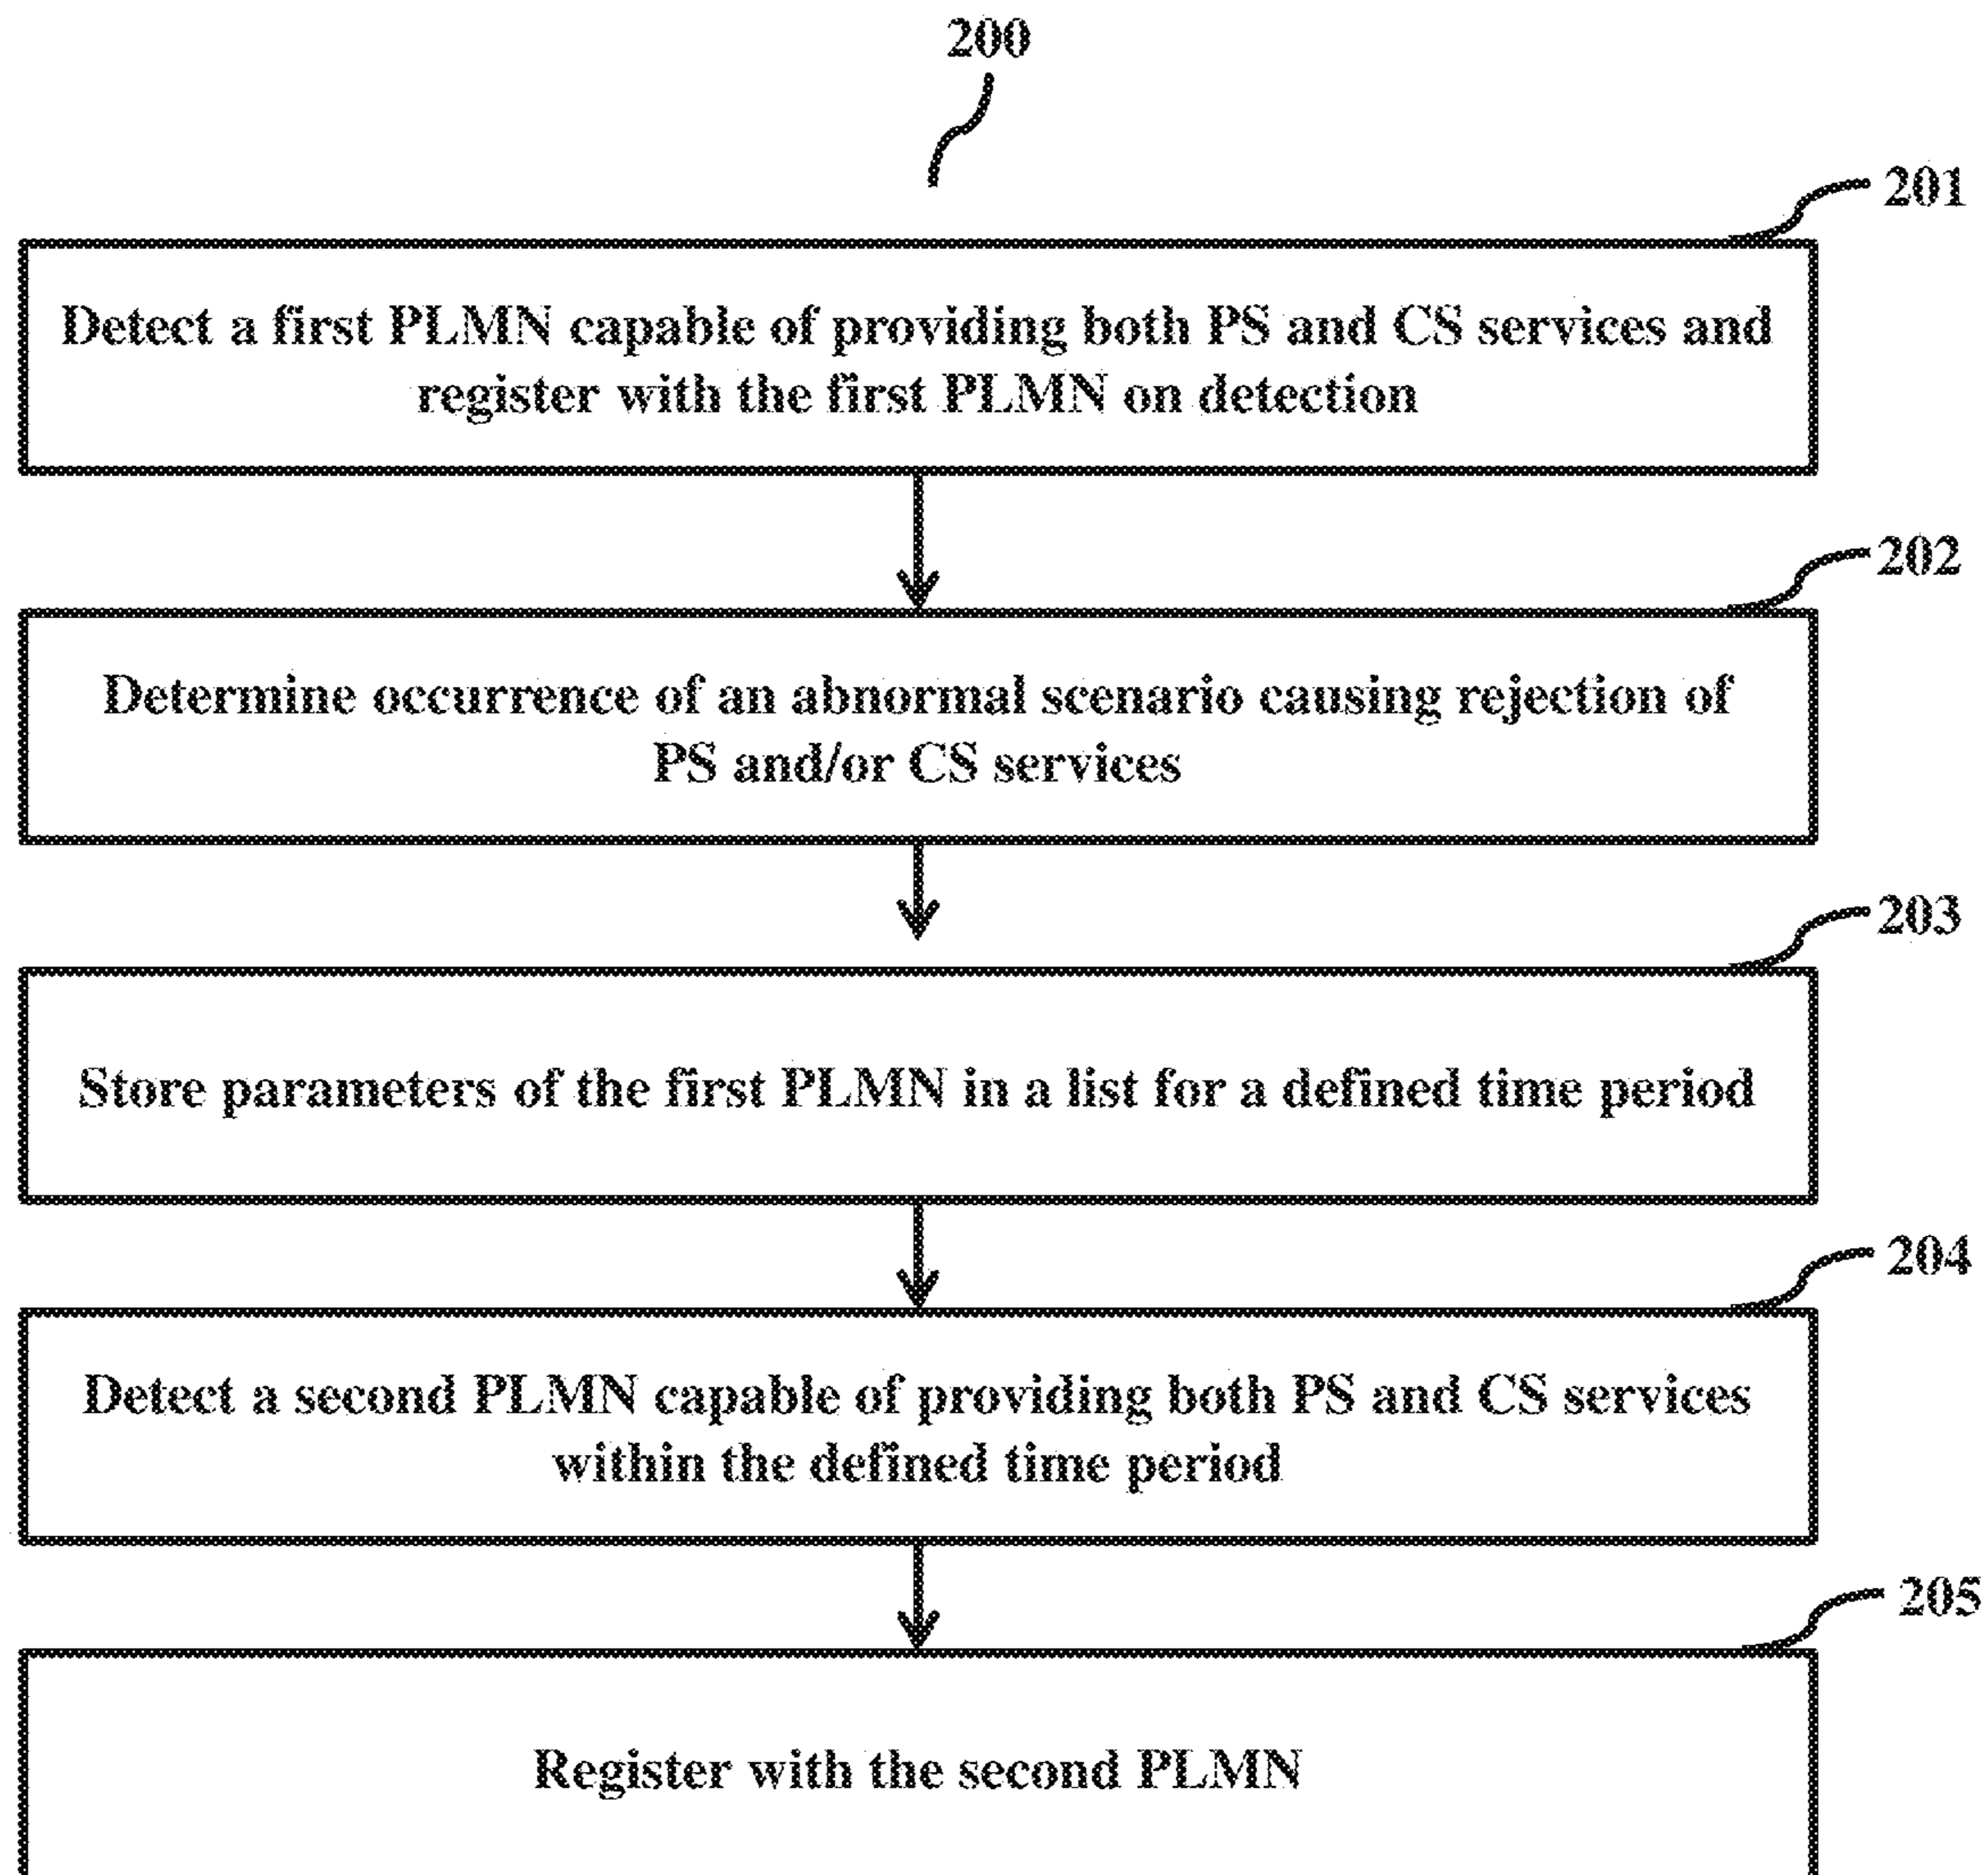 200
201
Detect a first PLMN capable of providing both PS and CS services and
register with the first PLMN on detection
202
Determine occurrence of an abnormal scenario causing rejection of
PS and/or CS services
203
Store parameters of the first PLMN in a list for a defined time period
204
Detect a second PLMN capable of providing both PS and CS services
within the defined time period
205
Register with the second PLMN